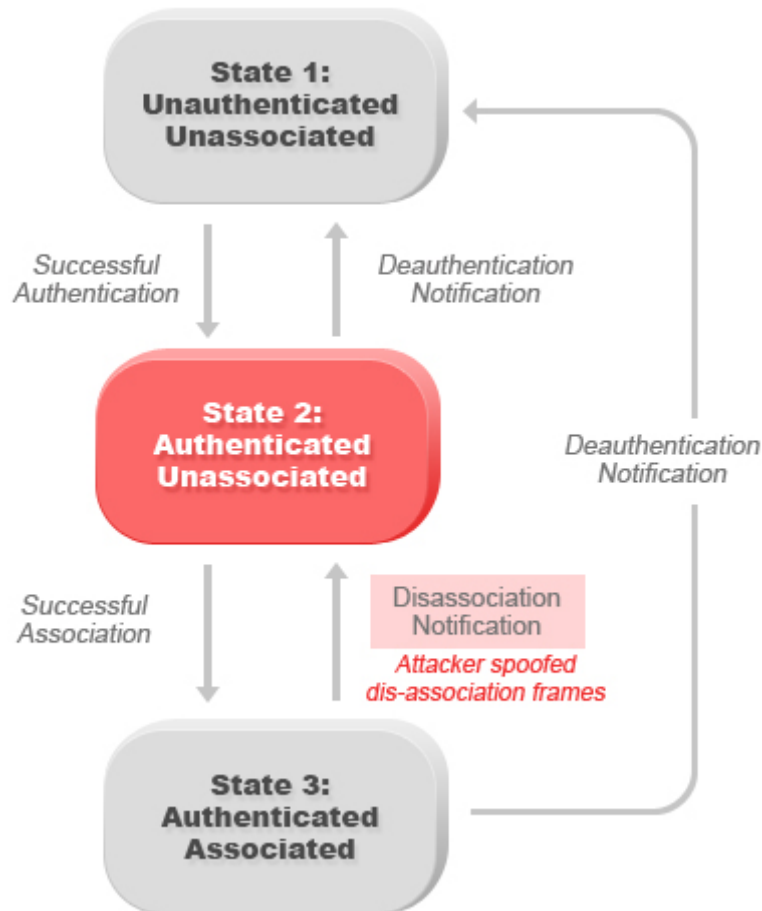 State 1:
Unauthenticated
Unassociated
Successful
Authentication
Deauthentication
Notification
State 2:
Authenticated
Unassociated
Deauthentication
Notification
Successful
Association
Disassociation
Notification
Attacker spoofed
dis-association frames
State 3:
Authenticated
Associated